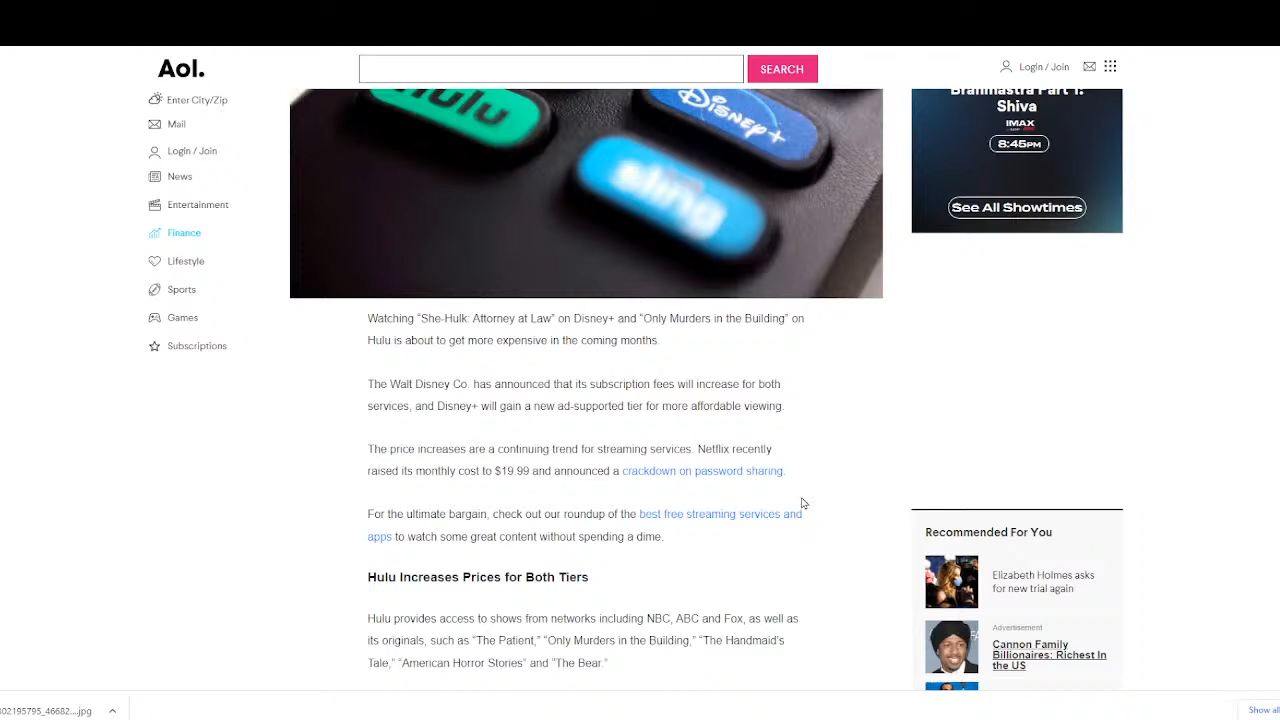 Aol.
SEARCH
Login / Join
Enter City/Zip
Mail
Login / Join
News
Entertainment
Finance
Lifestyle
Sports
Games
Subscriptions
hulu
Disney+
sling
Brahmastra Part 1:
Shiva
IMAX
8:45PM
See All Showtimes
Watching “She-Hulk: Attorney at Law” on Disney+ and “Only Murders in the Building” on
Hulu is about to get more expensive in the coming months.
The Walt Disney Co. has announced that its subscription fees will increase for both
services, and Disney+ will gain a new ad-supported tier for more affordable viewing.
The price increases are a continuing trend for streaming services. Netflix recently
raised its monthly cost to $19.99 and announced a crackdown on password sharing.
For the ultimate bargain, check out our roundup of the best free streaming services and
apps to watch some great content without spending a dime.
Hulu Increases Prices for Both Tiers
Hulu provides access to shows from networks including NBC, ABC and Fox, as well as
its originals, such as “The Patient,” “Only Murders in the Building,” “The Handmaid's
Tale,” “American Horror Stories” and “The Bear.”
Recommended For You
Elizabeth Holmes asks
for new trial again
Advertisement
Cannon Family
Billionaires: Richest In
the US
802195795_46682....jpg
Show all